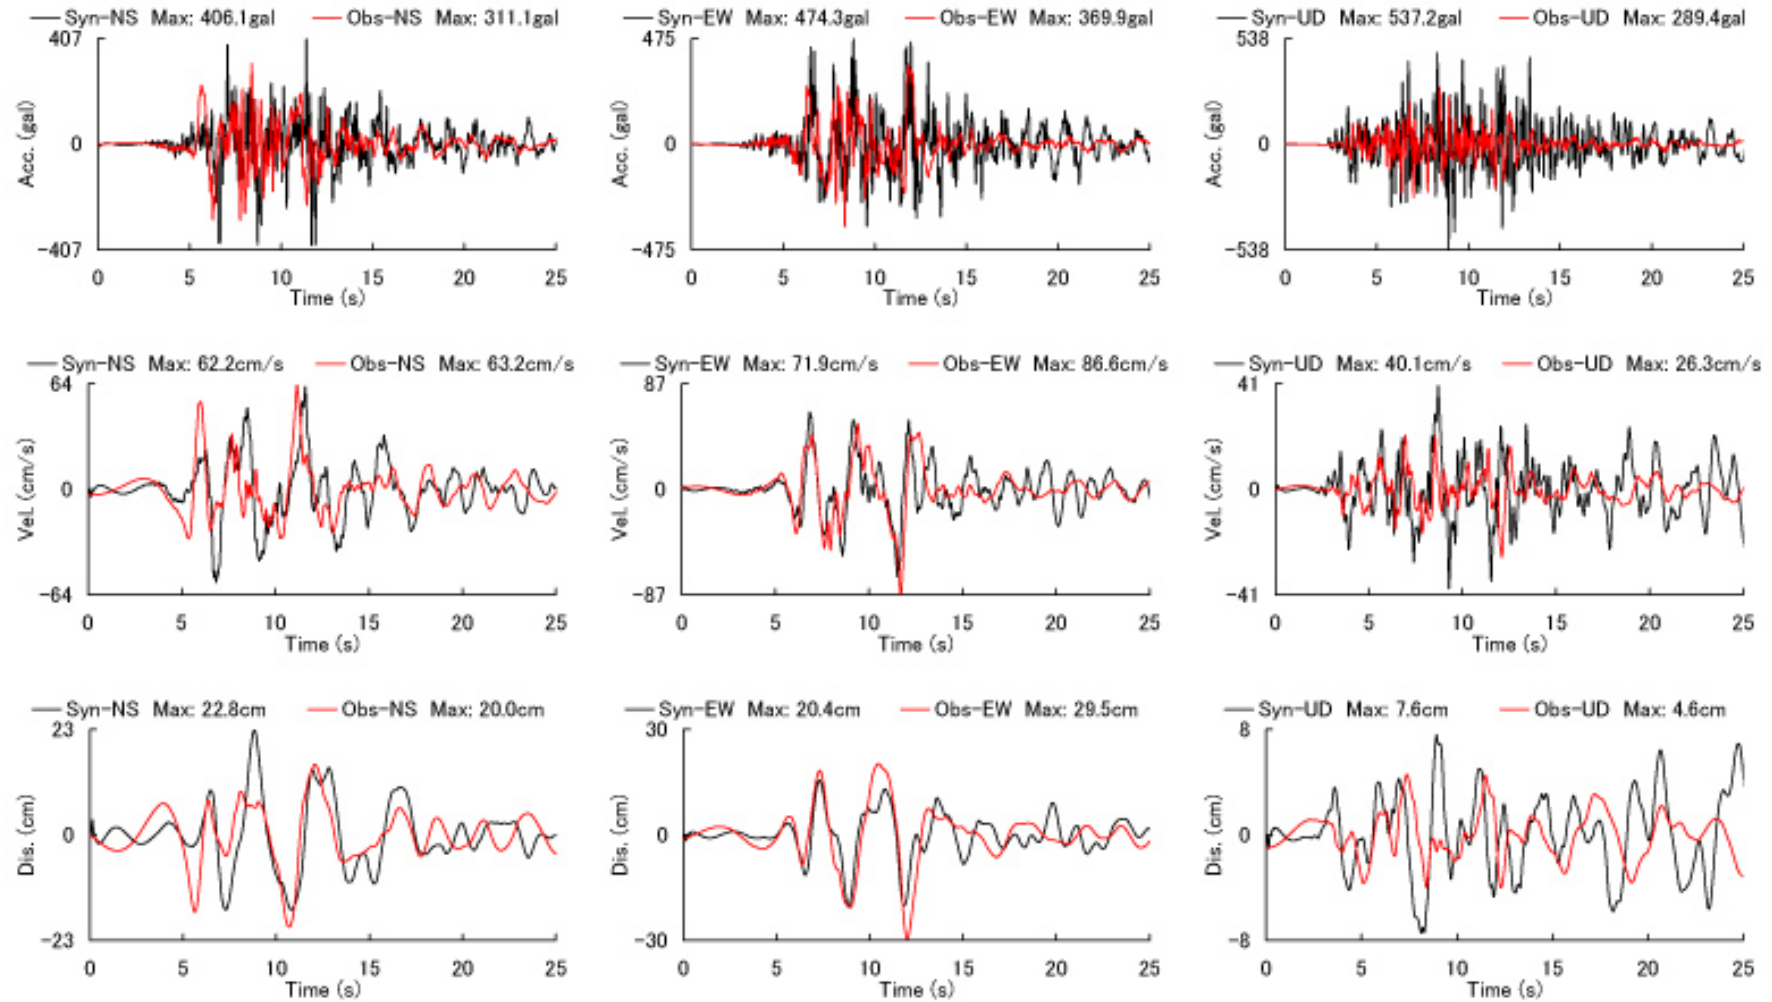 Syn-NS Max: 406.1gal Obs-NS Max: 311.1gal
407
Acc. (gal)
0
-407
0 5 10 15 20 25
Time (s)
Syn-EW Max: 474.3gal Obs-EW Max: 369.9gal
475
Acc. (gal)
0
-475
0 5 10 15 20 25
Time (s)
Syn-UD Max: 537.2gal Obs-UD Max: 289.4gal
538
Acc. (gal)
0
-538
0 5 10 15 20 25
Time (s)
Syn-NS Max: 62.2cm/s Obs-NS Max: 63.2cm/s
64
Vel. (cm/s)
0
-64
0 5 10 15 20 25
Time (s)
Syn-EW Max: 71.9cm/s Obs-EW Max: 86.6cm/s
87
Vel. (cm/s)
0
-87
0 5 10 15 20 25
Time (s)
Syn-UD Max: 40.1cm/s Obs-UD Max: 26.3cm/s
41
Vel. (cm/s)
0
-41
0 5 10 15 20 25
Time (s)
Syn-NS Max: 22.8cm Obs-NS Max: 20.0cm
23
Dis. (cm)
0
-23
0 5 10 15 20 25
Time (s)
Syn-EW Max: 20.4cm Obs-EW Max: 29.5cm
30
Dis. (cm)
0
-30
0 5 10 15 20 25
Time (s)
Syn-UD Max: 7.6cm Obs-UD Max: 4.6cm
8
Dis. (cm)
0
-8
0 5 10 15 20 25
Time (s)